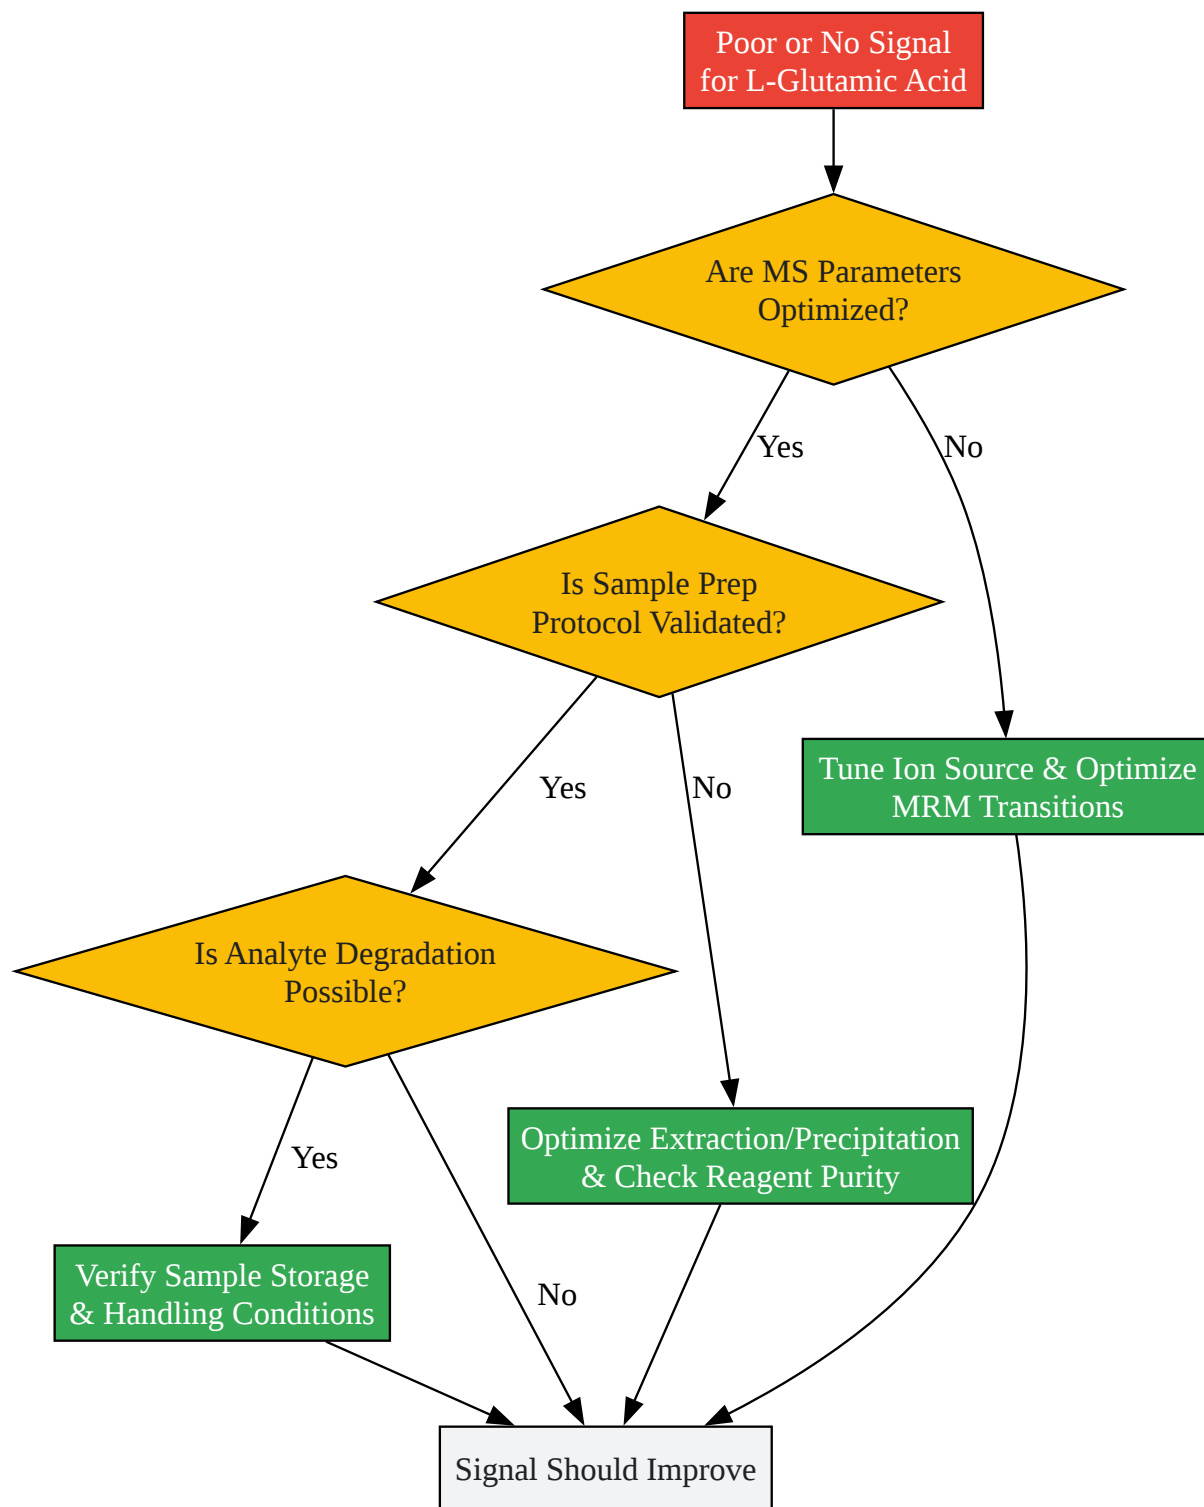 Poor or No Signal
for L-Glutamic Acid
Are MS Parameters
Optimized?
Yes
No
Is Sample Prep
Protocol Validated?
Yes
No
Tune Ion Source & Optimize
MRM Transitions
Is Analyte Degradation
Possible?
Optimize Extraction/Precipitation
& Check Reagent Purity
Yes
No
Verify Sample Storage
& Handling Conditions
Signal Should Improve